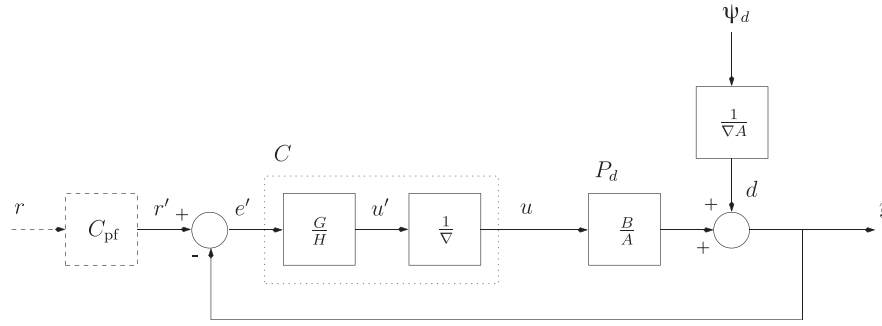 ψ_d
1/∇A
d
C
P_d
r
C_pf
r'
+
-
e'
G/H
u'
1/∇
u
B/A
+
+